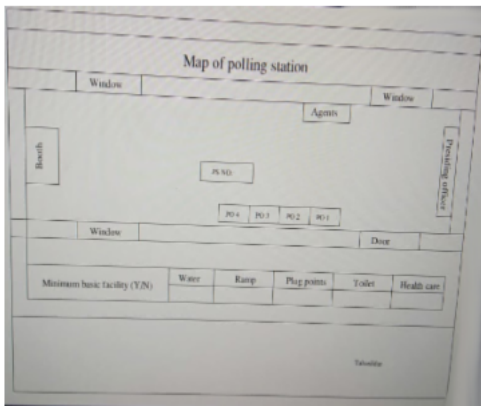 Map of polling station
Window
Window
Agents
Booth
Presiding officer
PS NO.
PO 4 PO 3 PO 2 PO 1
Window
Door
Minimum basic facility (Y/N) Water Ramp Plug points Toilet Health care
Tahsildar